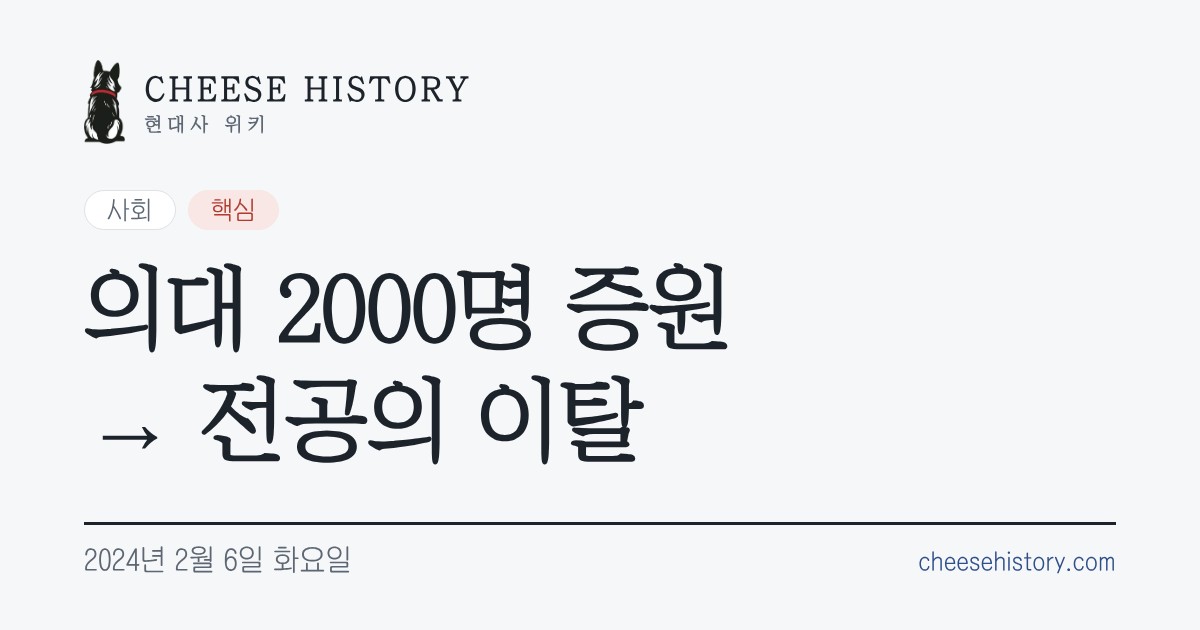 CHEESE HISTORY
현대사 위키
사회 핵심
의대 2000명 증원
→ 전공의 이탈
2024년 2월 6일 화요일
cheesehistory.com